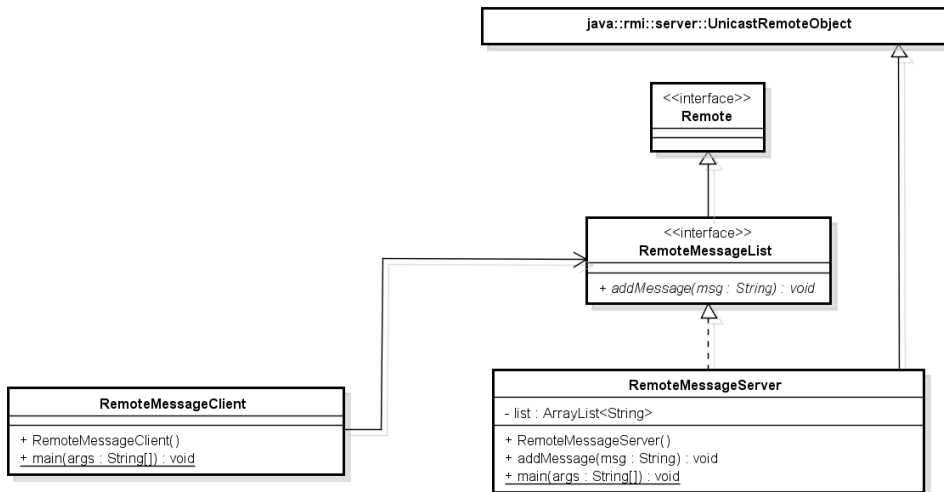 java::rmi::server::UnicastRemoteObject
<<interface>>
Remote
<<interface>>
RemoteMessageList
+ addMessage(msg : String) : void
RemoteMessageClient
+ RemoteMessageClient()
+ main(args : String[]) : void
RemoteMessageServer
- list : ArrayList<String>
+ RemoteMessageServer()
+ addMessage(msg : String) : void
+ main(args : String[]) : void